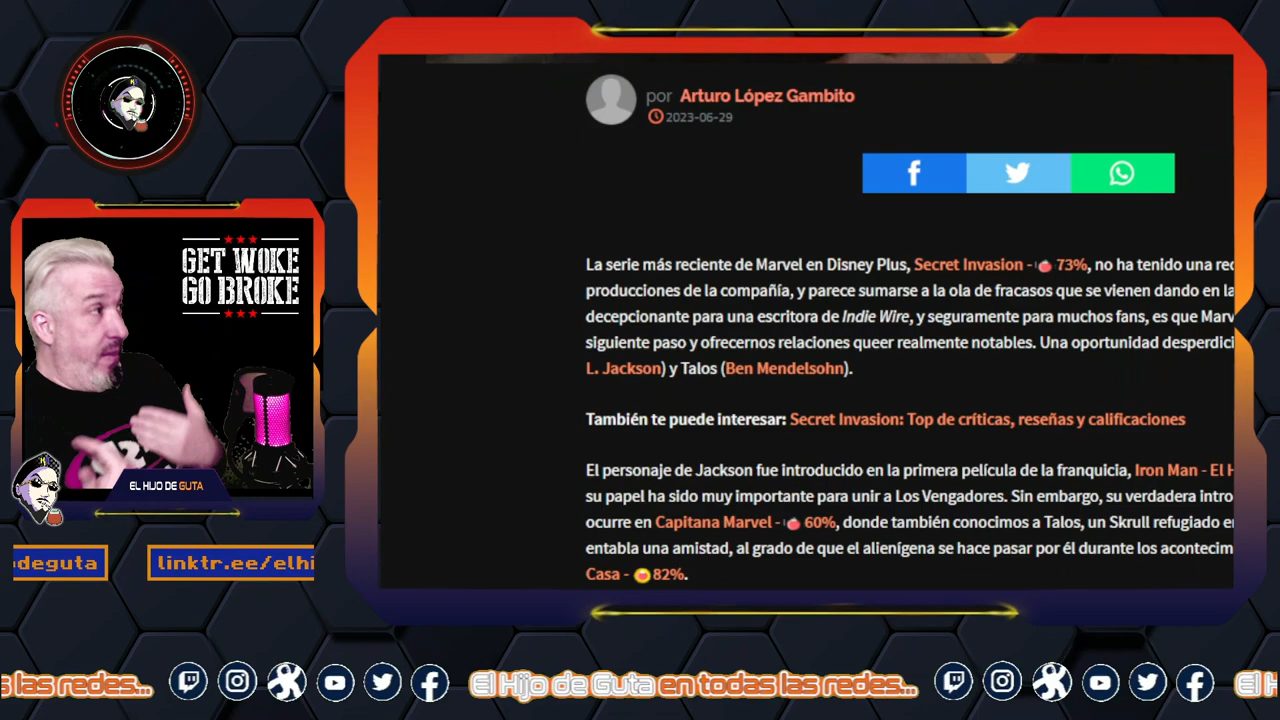 por Arturo López Gambito
2023-06-29
La serie más reciente de Marvel en Disney Plus, Secret Invasion - 73%, no ha tenido una
producciones de la compañía, y parece sumarse a la ola de fracasos que se vienen dando en
decepcionante para una escritora de Indie Wire, y seguramente para muchos fans, es que
siguiente paso y ofrecernos relaciones queer realmente notables. Una oportunidad
L. Jackson) y Talos (Ben Mendelsohn).
También te puede interesar: Secret Invasion: Top de críticas, reseñas y calificaciones
El personaje de Jackson fue introducido en la primera película de la franquicia, Iron Man - El
su papel ha sido muy importante para unir a Los Vengadores. Sin embargo, su verdadera
ocurre en Capitana Marvel - 60%, donde también conocimos a Talos, un Skrull refugiado
entabla una amistad, al grado de que el alienígena se hace pasar por él durante los
Casa - 82%.
GET WOKE
GO BROKE
EL HIJO DE GUTA
deguta
linktr.ee/elhi
s las redes...
El Hijo de Guta en todas las redes...
El H